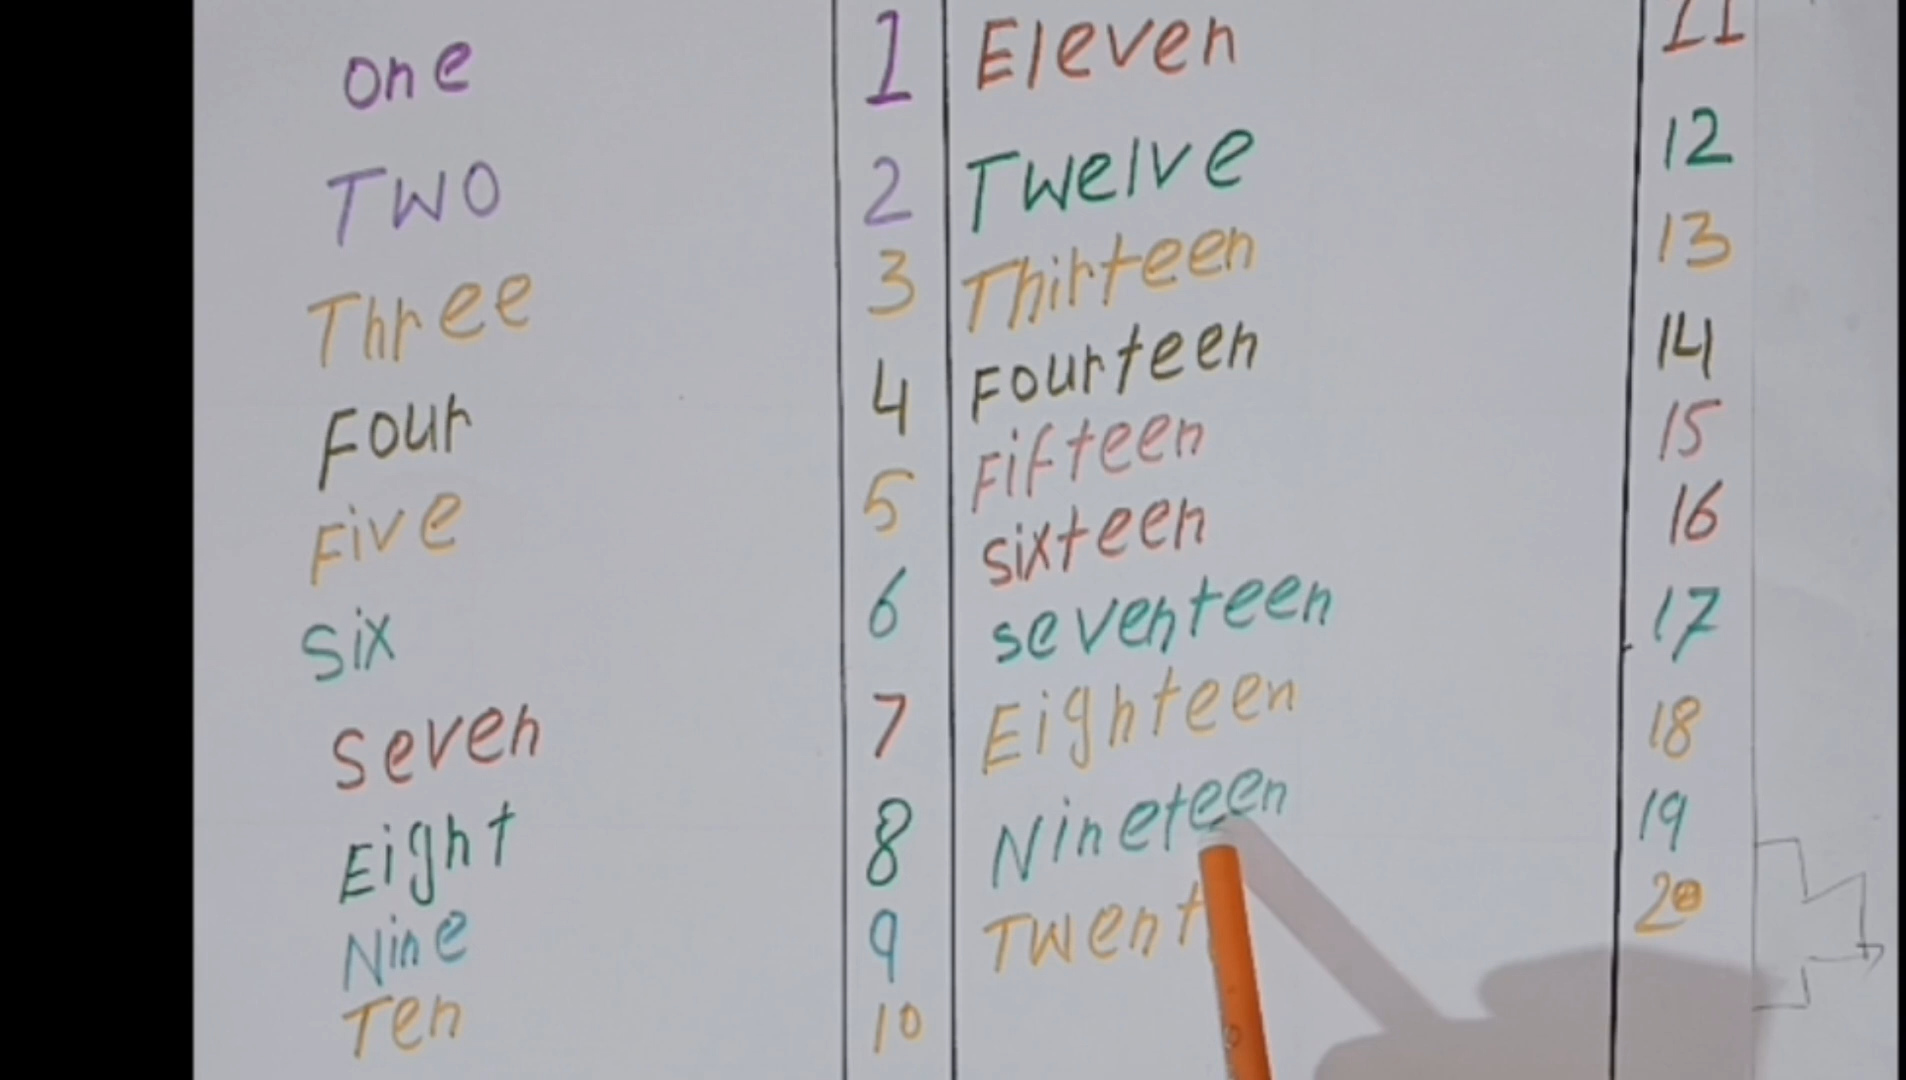 one 1 Eleven 11
TWO 2 Twelve 12
Three 3 Thirteen 13
Four 4 Fourteen 14
Five 5 Fifteen 15
Six 6 sixteen 16
Seven 7 seventeen 17
Eight 8 Eighteen 18
Nine 9 Nineteen 19
Ten 10 Twent 20